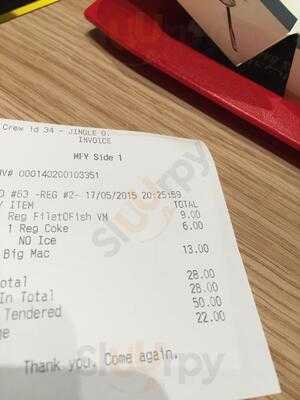 Crew id 34 - JINGLE O.
INVOICE
MFY Side 1
000140200103351
#63 -REG #2- 17/05/2015 20:25:59
ITEM TOTAL
Reg FiletOfish VM 9.00
1 Reg Coke 6.00
NO Ice
Big Mac 13.00
28.00
In Total 28.00
Tendered 50.00
22.00
Thank you. Come again.
Sluurpy